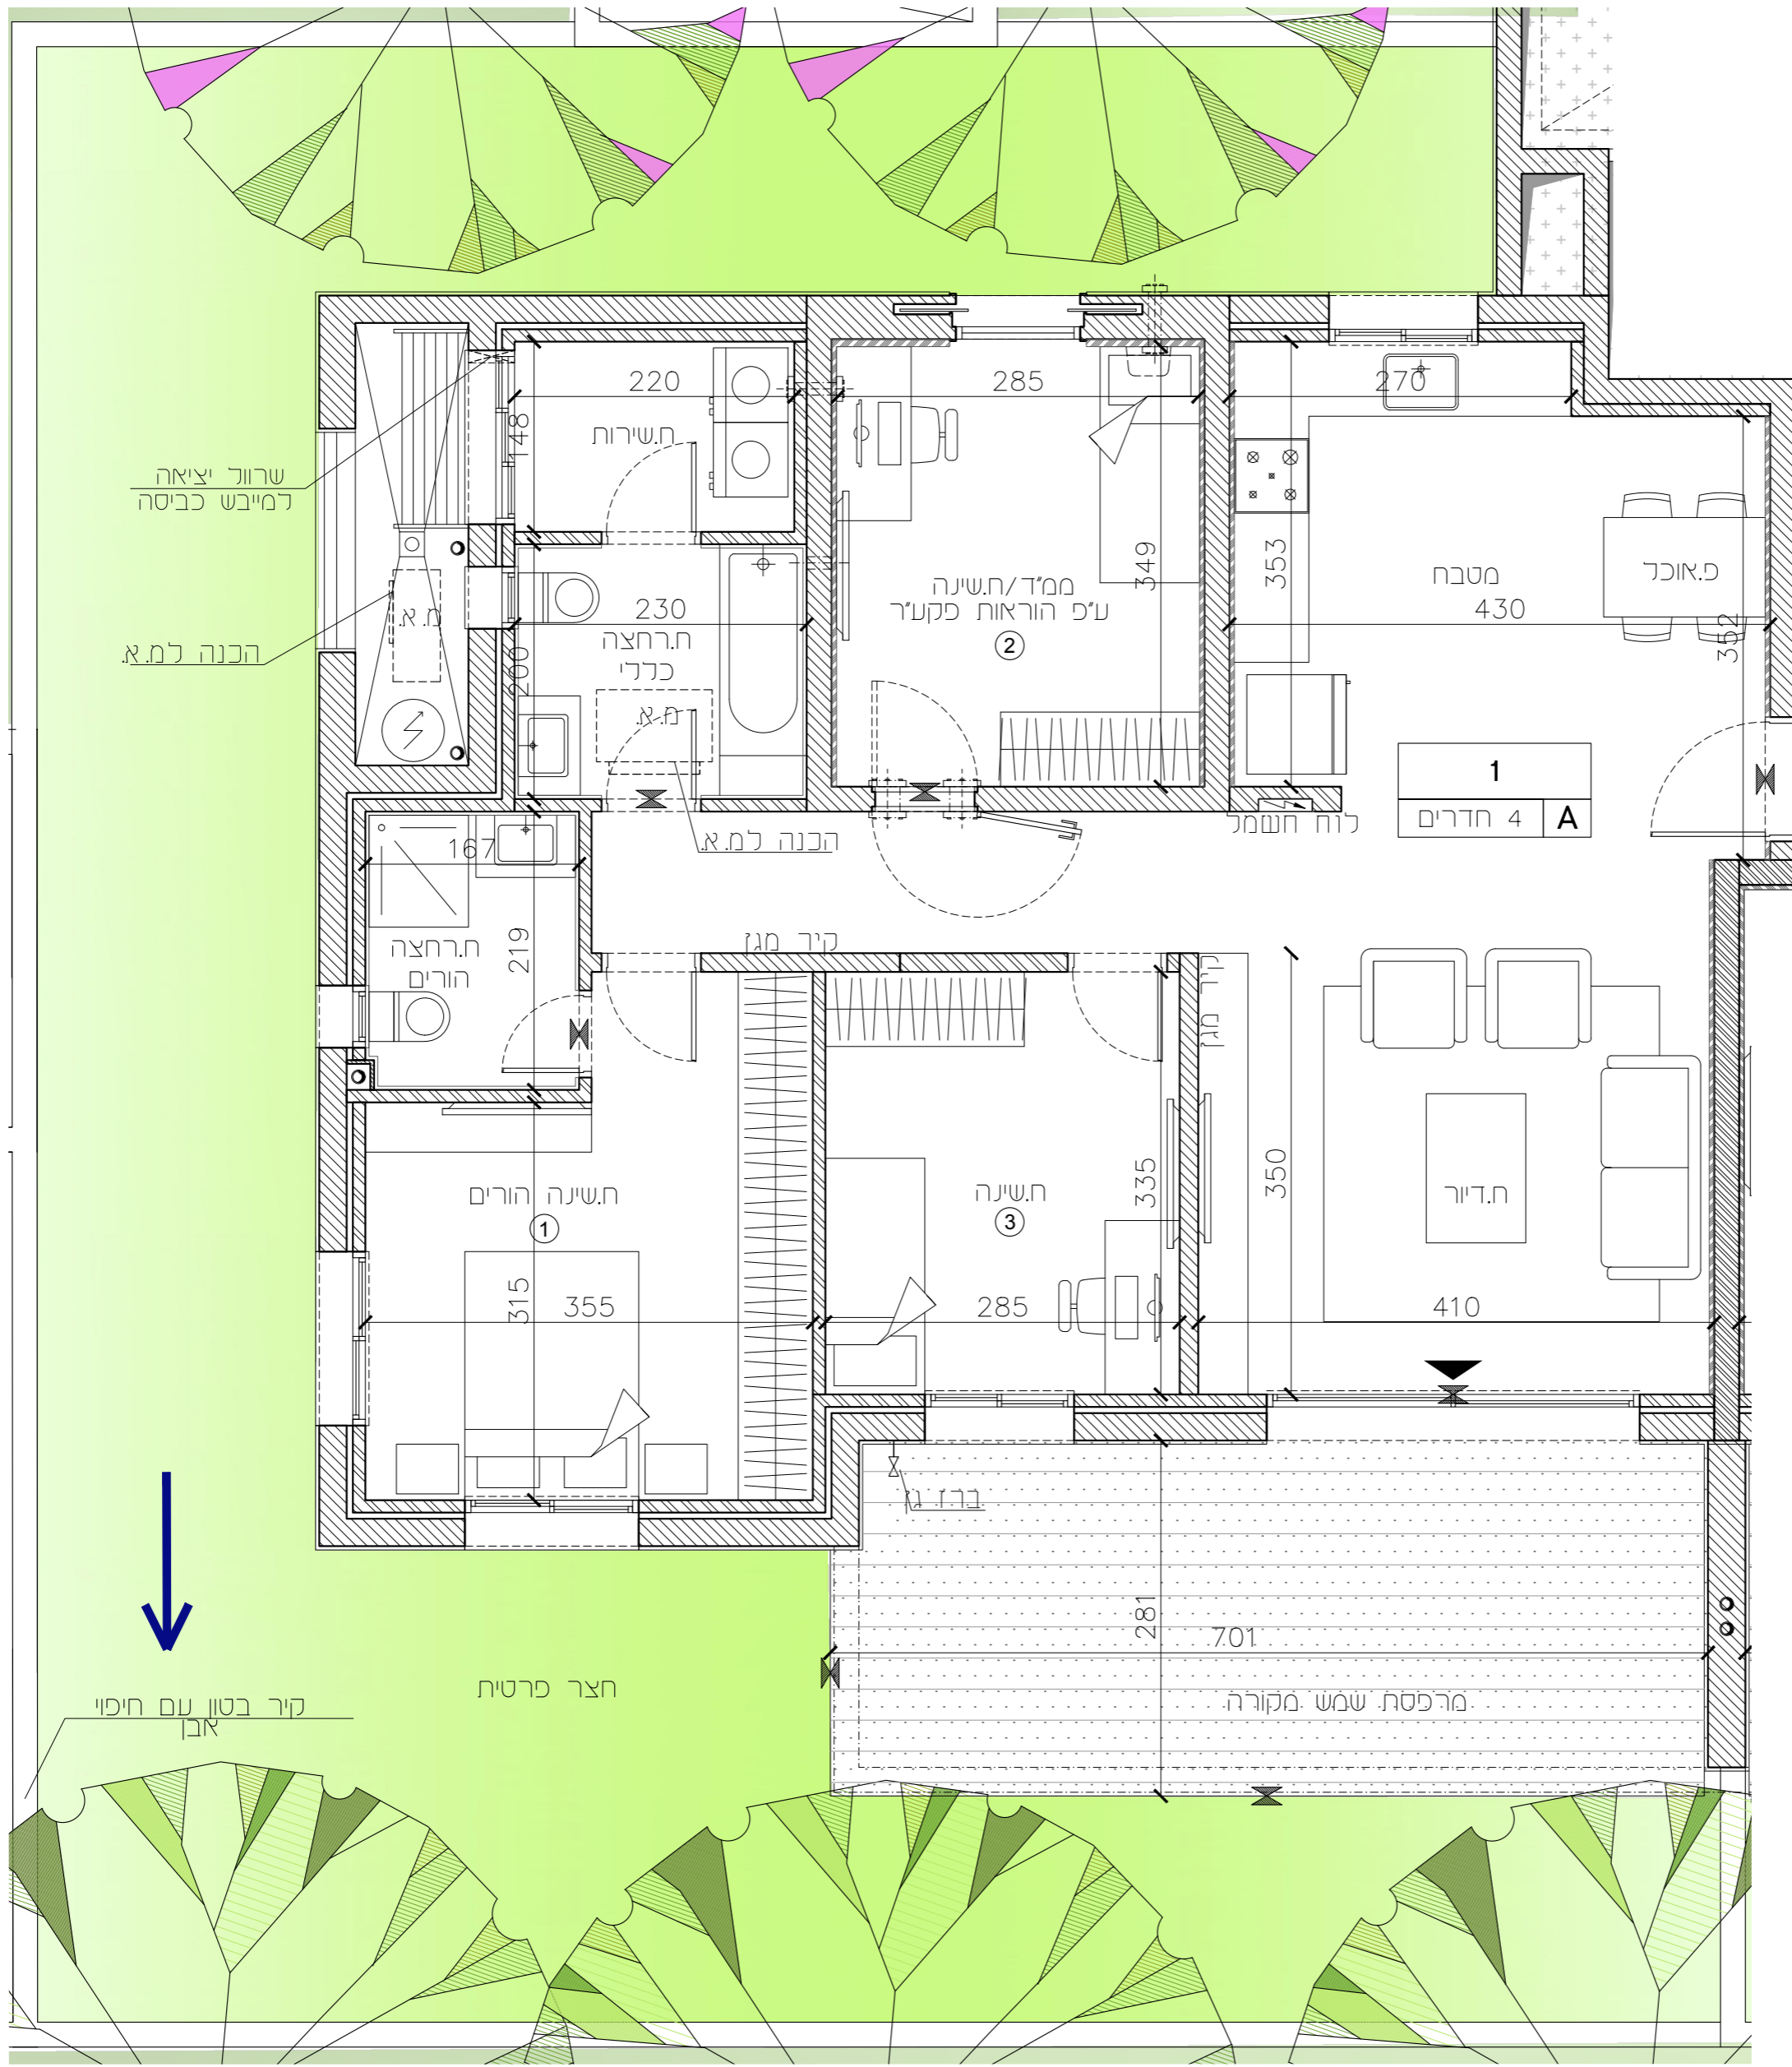 220
285
270
148
ח.שירות
שרוול יציאה
למייבש כביסה
349
353
ממ"ד/ח.שינה
ע"פ הוראות פקע"ר
2
מטבח
430
פ.אוכל
352
מ.א.
הכנה למ.א.
230
ח.רחצה
כללי
200
מ.א.
הכנה למ.א.
1
4 חדרים
A
לוח חשמל
167
219
ח.רחצה
הורים
קיר מגן
קיר מגן
ח.שינה הורים
1
315
355
ח.שינה
3
335
285
350
ח.דיור
410
ברז גן
281
701
מרפסת שמש מקורה
חצר פרטית
קיר בטון עם חיפוי
אבן